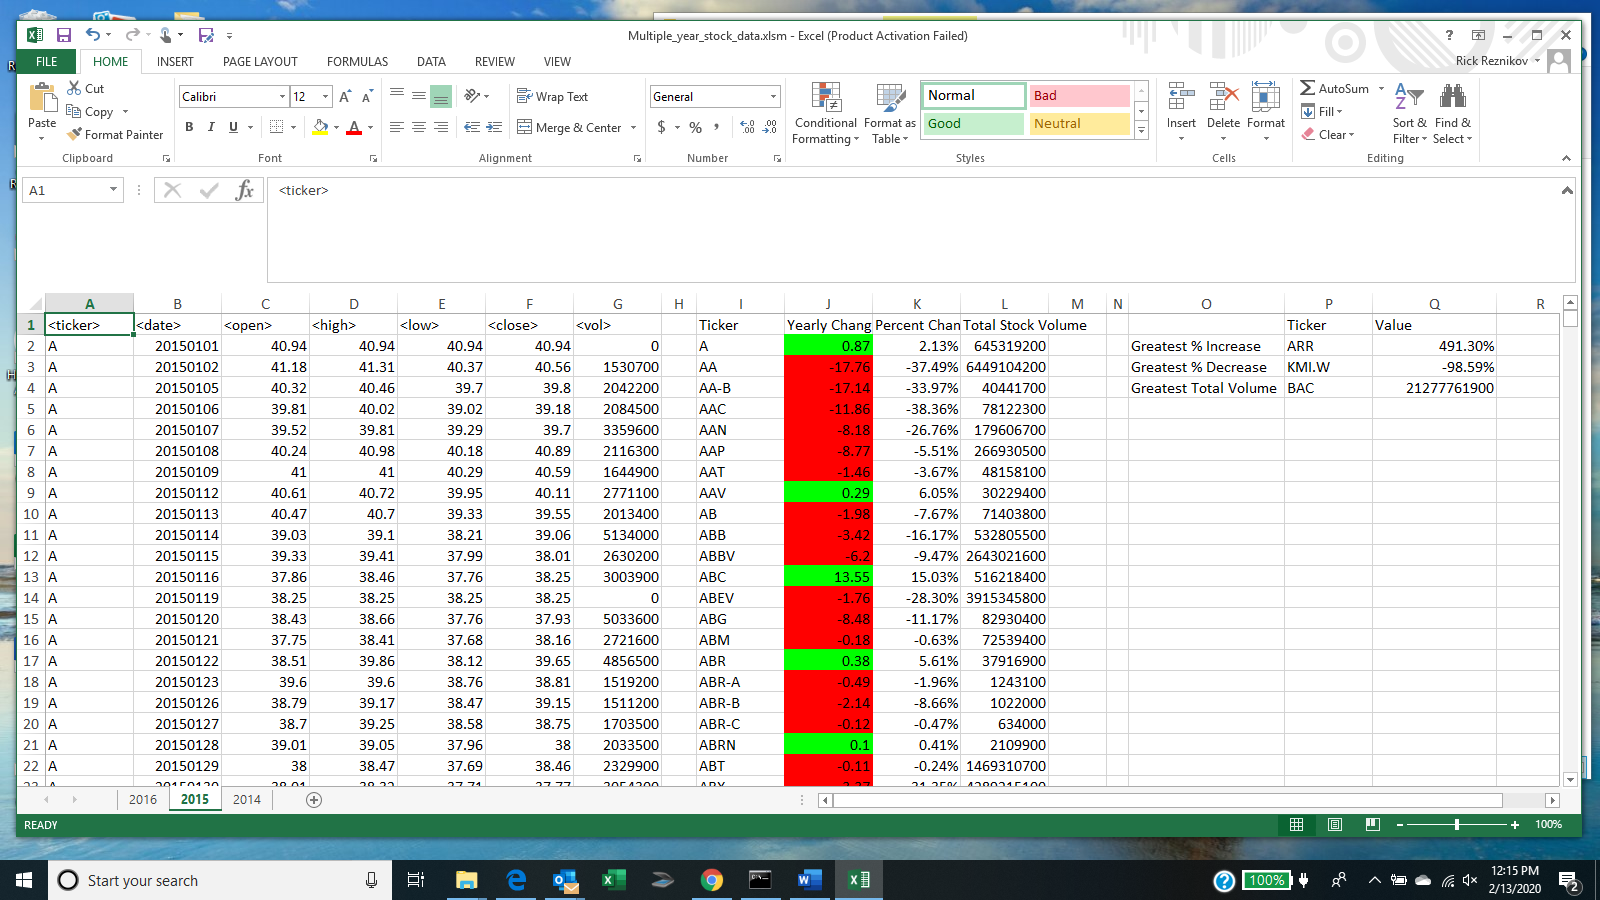 Multiple_year_stock_data.xlsm - Excel (Product Activation Failed)
FILE HOME INSERT PAGE LAYOUT FORMULAS DATA REVIEW VIEW Rick Reznikov
Paste
Cut
Copy
Format Painter
Clipboard
Calibri 12
B I U
Font
Wrap Text
Merge & Center
Alignment
General
$ % ,
Number
Conditional Formatting
Format as Table
Normal Bad
Good Neutral
Styles
Insert Delete Format
Cells
AutoSum
Fill
Clear
Sort & Filter
Find & Select
Editing
A1 fx <ticker>
A B C D E F G H I J K L M N O P Q R
1 <ticker> <date> <open> <high> <low> <close> <vol> Ticker Yearly Chang Percent Chan Total Stock Volume Ticker Value
2 A 20150101 40.94 40.94 40.94 40.94 0 A 0.87 2.13% 645319200 Greatest % Increase ARR 491.30%
3 A 20150102 41.18 41.31 40.37 40.56 1530700 AA -17.76 -37.49% 6449104200 Greatest % Decrease KMI.W -98.59%
4 A 20150105 40.32 40.46 39.7 39.8 2042200 AA-B -17.14 -33.97% 40441700 Greatest Total Volume BAC 21277761900
5 A 20150106 39.81 40.02 39.02 39.18 2084500 AAC -11.86 -38.36% 78122300
6 A 20150107 39.52 39.81 39.29 39.7 3359600 AAN -8.18 -26.76% 179606700
7 A 20150108 40.24 40.98 40.18 40.89 2116300 AAP -8.77 -5.51% 266930500
8 A 20150109 41 41 40.29 40.59 1644900 AAT -1.46 -3.67% 48158100
9 A 20150112 40.61 40.72 39.95 40.11 2771100 AAV 0.29 6.05% 30229400
10 A 20150113 40.47 40.7 39.33 39.55 2013400 AB -1.98 -7.67% 71403800
11 A 20150114 39.03 39.1 38.21 39.06 5134000 ABB -3.42 -16.17% 532805500
12 A 20150115 39.33 39.41 37.99 38.01 2630200 ABBV -6.2 -9.47% 2643021600
13 A 20150116 37.86 38.46 37.76 38.25 3003900 ABC 13.55 15.03% 516218400
14 A 20150119 38.25 38.25 38.25 38.25 0 ABEV -1.76 -28.30% 3915345800
15 A 20150120 38.43 38.66 37.76 37.93 5033600 ABG -8.48 -11.17% 82930400
16 A 20150121 37.75 38.41 37.68 38.16 2721600 ABM -0.18 -0.63% 72539400
17 A 20150122 38.51 39.86 38.12 39.65 4856500 ABR 0.38 5.61% 37916900
18 A 20150123 39.6 39.6 38.76 38.81 1519200 ABR-A -0.49 -1.96% 1243100
19 A 20150126 38.79 39.17 38.47 39.15 1511200 ABR-B -2.14 -8.66% 1022000
20 A 20150127 38.7 39.25 38.58 38.75 1703500 ABR-C -0.12 -0.47% 634000
21 A 20150128 39.01 39.05 37.96 38 2033500 ABRN 0.1 0.41% 2109900
22 A 20150129 38 38.47 37.69 38.46 2329900 ABT -0.11 -0.24% 1469310700
2016 2015 2014
READY 100%
Start your search
100%
12:15 PM
2/13/2020
2